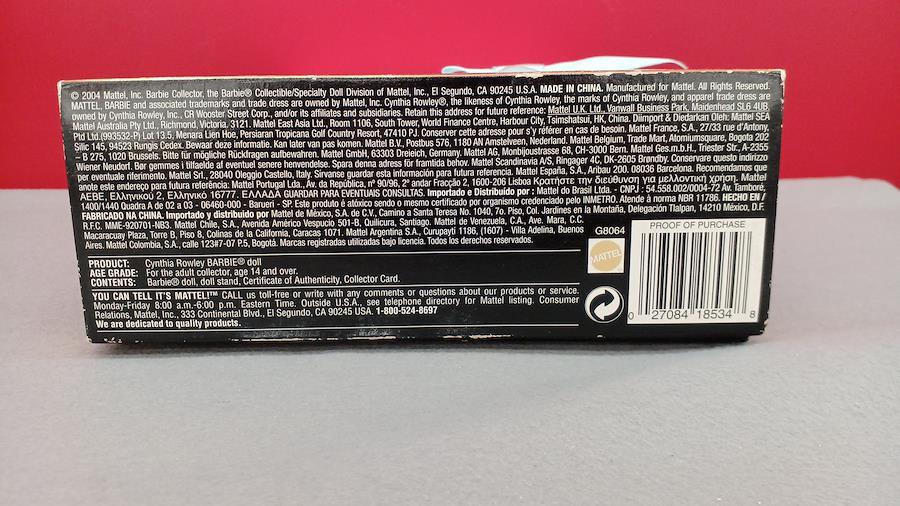 © 2004 Mattel, Inc. Barbie Collector, the Barbie® Collectible/Specialty Doll Division of Mattel, Inc., El Segundo, CA 90245 U.S.A. MADE IN CHINA. Manufactured for Mattel. All Rights Reserved.
MATTEL, BARBIE and associated trademarks and trade dress are owned by Mattel, Inc. Cynthia Rowley®, the likeness of Cynthia Rowley, the marks of Cynthia Rowley, and apparel trade dress are
owned by Cynthia Rowley, Inc., CR Wooster Street Corp., and/or its affiliates and subsidiaries. Retain this address for future reference: Mattel U.K. Ltd., Vanwall Business Park, Maidenhead SL6 4UB.
Mattel Australia Pty Ltd., Richmond, Victoria. 3121. Mattel East Asia Ltd., Room 1106, South Tower, World Finance Centre, Harbour City, Tsimshatsui, HK, China. Diimport & Diedarkan Oleh: Mattel SEA
Ptd Ltd.(993532-P) Lot 13.5, Menara Lien Hoe, Persiaran Tropicana Golf Country Resort, 47410 PJ. Conserver cette adresse pour s'y référer en cas de besoin. Mattel France, S.A., 27/33 rue d'Antony,
Silic 145, 94523 Rungis Cedex. Bewaar deze informatie. Kan later van pas komen. Mattel B.V., Postbus 576, 1180 AN Amstelveen, Nederland. Mattel Belgium, Trade Mart, Atomiumsquare, Bogota 202
- B 275, 1020 Brussels. Bitte für mögliche Rückfragen aufbewahren. Mattel GmbH, 63303 Dreieich, Germany. Mattel AG, Monbijoustrasse 68, CH-3000 Bern. Mattel Ges.m.b.H., Triester Str., A-2355
Wiener Neudorf. Bør gemmes i tilfælde af eventuel senere henvendelse. Spara denna adress för framtida behov. Mattel Scandinavia A/S, Ringager 4C, DK-2605 Brøndby. Conservare questo indirizzo
per eventuale riferimento. Mattel Srl., 28040 Oleggio Castello, Italy. Sirvanse guardar esta información para futura referencia. Mattel España, S.A., Aribau 200. 08036 Barcelona. Recomenda-se que
anote este endereço para futura referência: Mattel Portugal Lda., Av. da República, nº 90/96, 2º andar Fracção 2, 1600-206 Lisboa Κρατήστε την διεύθυνση για μελλοντική χρήση. Mattel
ΑΕΒΕ, Ελληνικού 2, Ελληνικό 16777, ΕΛΛΑΔΑ GUARDAR PARA EVENTUAIS CONSULTAS. Importado e Distribuido por : Mattel do Brasil Ltda. - CNPJ : 54.558.002/0004-72 Av. Tamboré,
1400/1440 Quadra A de 02 a 03 - 06460-000 - Barueri - SP. Este produto é atóxico sendo o mesmo certificado por organismo credenciado pelo INMETRO. Atende à norma NBR 11786. HECHO EN /
FABRICADO NA CHINA. Importado y distribuido por Mattel de México, S.A. de C.V., Camino a Santa Teresa No. 1040, 7o. Piso, Col. Jardines en la Montaña, Delegación Tlalpan, 14210 México, D.F.
R.F.C. MME-920701-NB3. Mattel Chile, S.A., Avenida Américo Vespucio 501-B, Quilicura, Santiago. Mattel de Venezuela, C.A., Ave. Mara, C.C.
Macaracuay Plaza, Torre B, Piso 8, Colinas de la California, Caracas 1071. Mattel Argentina S.A., Curupaytí 1186, (1607) - Villa Adelina, Buenos
Aires. Mattel Colombia, S.A., calle 123#7-07 P.5, Bogotá. Marcas registradas utilizadas bajo licencia. Todos los derechos reservados.
G8064
MATTEL
PROOF OF PURCHASE
0 27084 18534 8
PRODUCT: Cynthia Rowley BARBIE® doll
AGE GRADE: For the adult collector, age 14 and over.
CONTENTS: Barbie® doll, doll stand, Certificate of Authenticity, Collector Card.
YOU CAN TELL IT'S MATTEL!™ CALL us toll-free or write with any comments or questions about our products or service.
Monday-Friday 8:00 a.m.-6:00 p.m. Eastern Time. Outside U.S.A., see telephone directory for Mattel listing. Consumer
Relations, Mattel, Inc., 333 Continental Blvd., El Segundo, CA 90245 USA. 1-800-524-8697
We are dedicated to quality products.